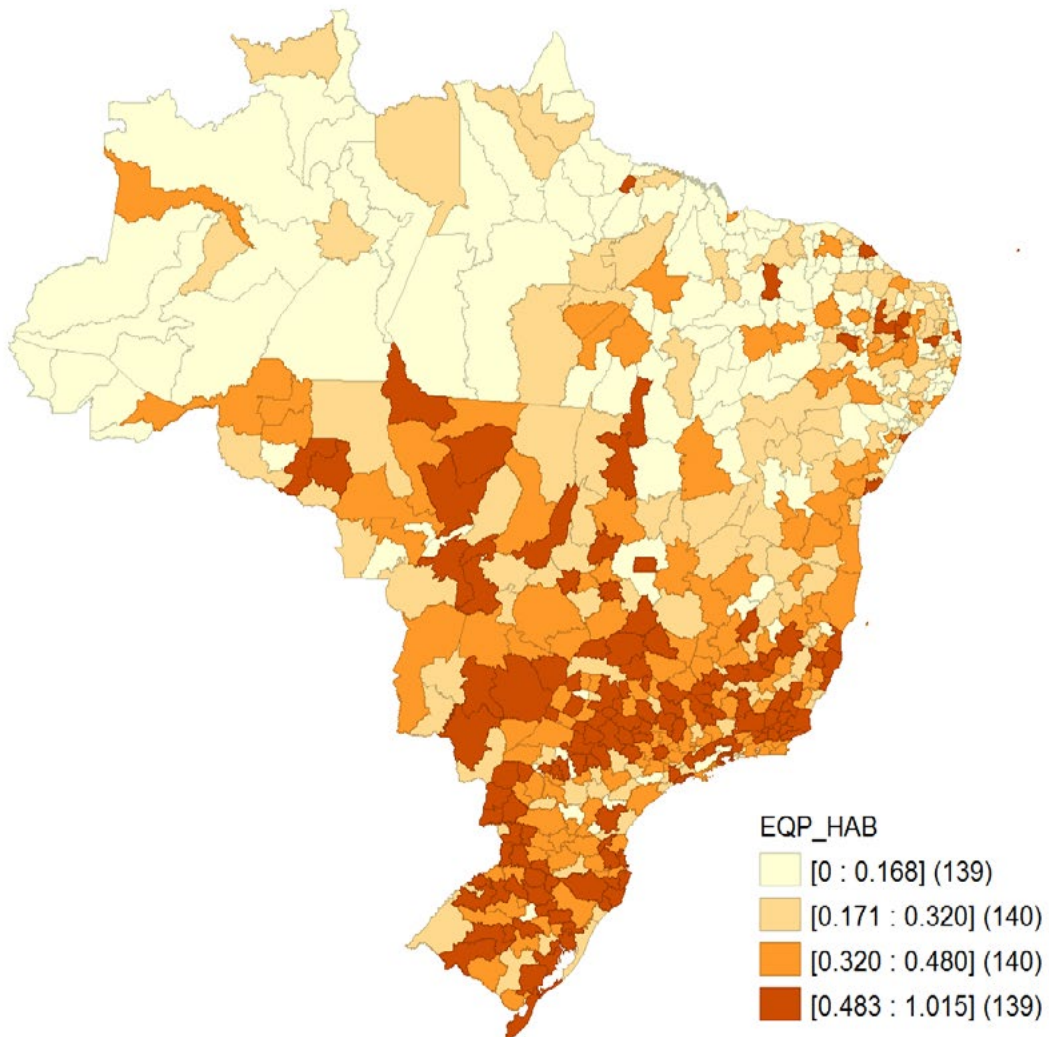 EQP_HAB
[0 : 0.168] (139)
[0.171 : 0.320] (140)
[0.320 : 0.480] (140)
[0.483 : 1.015] (139)